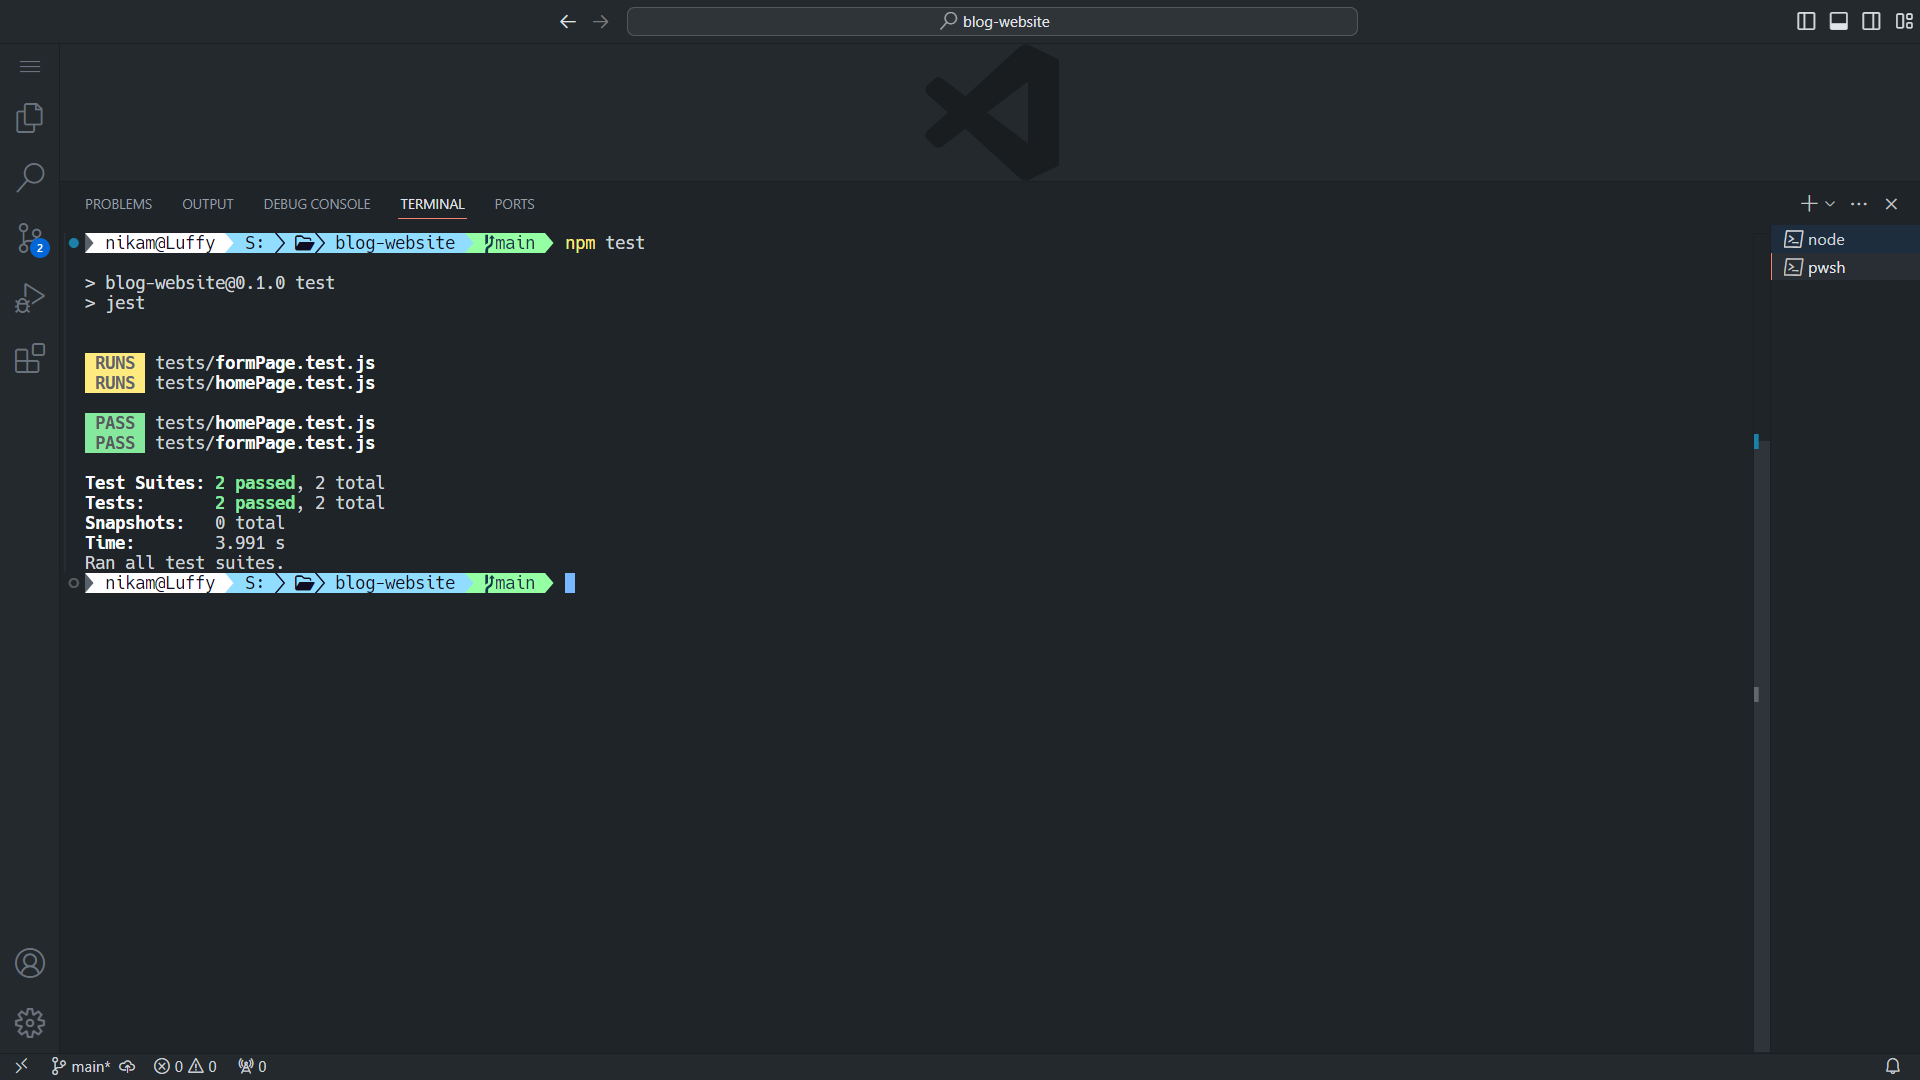 blog-website
PROBLEMS OUTPUT DEBUG CONSOLE TERMINAL PORTS
nikam@Luffy S: blog-website main npm test
> blog-website@0.1.0 test
> jest
RUNS tests/formPage.test.js
RUNS tests/homePage.test.js
PASS tests/homePage.test.js
PASS tests/formPage.test.js
Test Suites: 2 passed, 2 total
Tests: 2 passed, 2 total
Snapshots: 0 total
Time: 3.991 s
Ran all test suites.
nikam@Luffy S: blog-website main
node
pwsh
2
main* 0 0 0